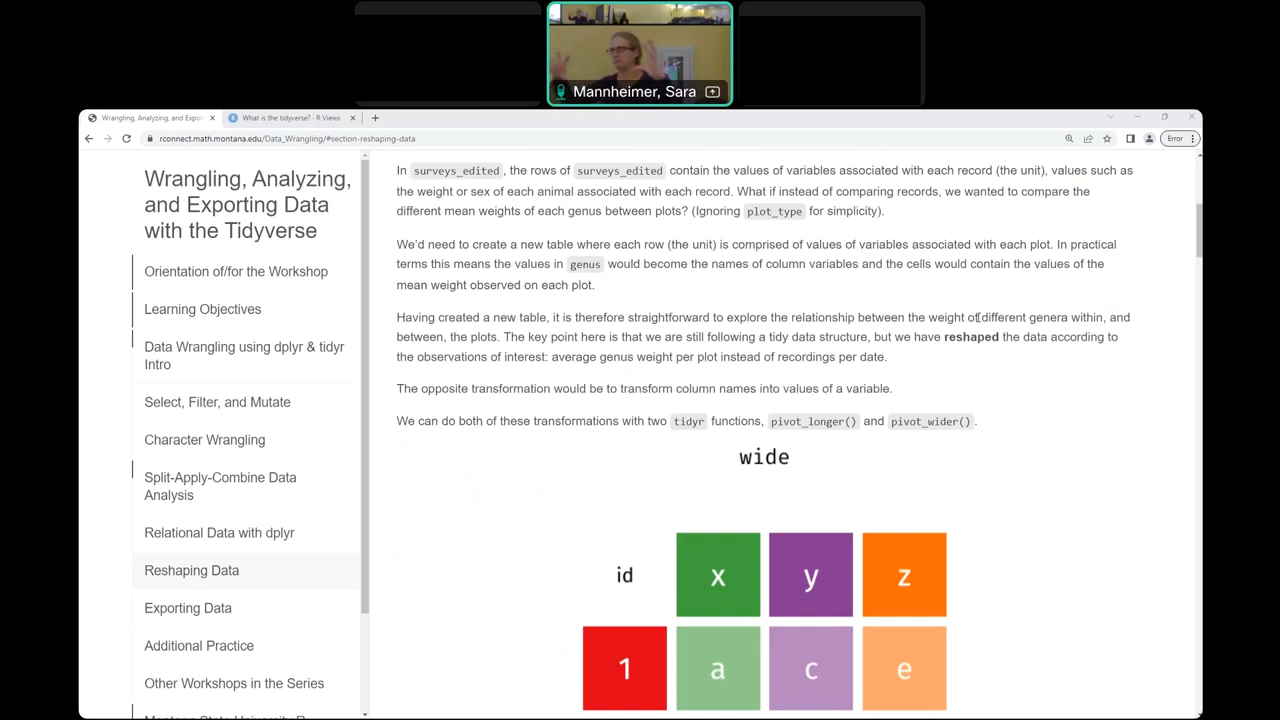 Mannheimer, Sara
Wrangling, Analyzing, and Expor
What is the tidyverse? · R Views
rconnect.math.montana.edu/Data_Wrangling/#section-reshaping-data
Error
Wrangling, Analyzing,
and Exporting Data
with the Tidyverse
Orientation of/for the Workshop
Learning Objectives
Data Wrangling using dplyr & tidyr
Intro
Select, Filter, and Mutate
Character Wrangling
Split-Apply-Combine Data
Analysis
Relational Data with dplyr
Reshaping Data
Exporting Data
Additional Practice
Other Workshops in the Series
In surveys_edited, the rows of surveys_edited contain the values of variables associated with each record (the unit), values such as
the weight or sex of each animal associated with each record. What if instead of comparing records, we wanted to compare the
different mean weights of each genus between plots? (Ignoring plot_type for simplicity).
We'd need to create a new table where each row (the unit) is comprised of values of variables associated with each plot. In practical
terms this means the values in genus would become the names of column variables and the cells would contain the values of the
mean weight observed on each plot.
Having created a new table, it is therefore straightforward to explore the relationship between the weight of different genera within, and
between, the plots. The key point here is that we are still following a tidy data structure, but we have reshaped the data according to
the observations of interest: average genus weight per plot instead of recordings per date.
The opposite transformation would be to transform column names into values of a variable.
We can do both of these transformations with two tidyr functions, pivot_longer() and pivot_wider().
wide
id x y z
1 a c e